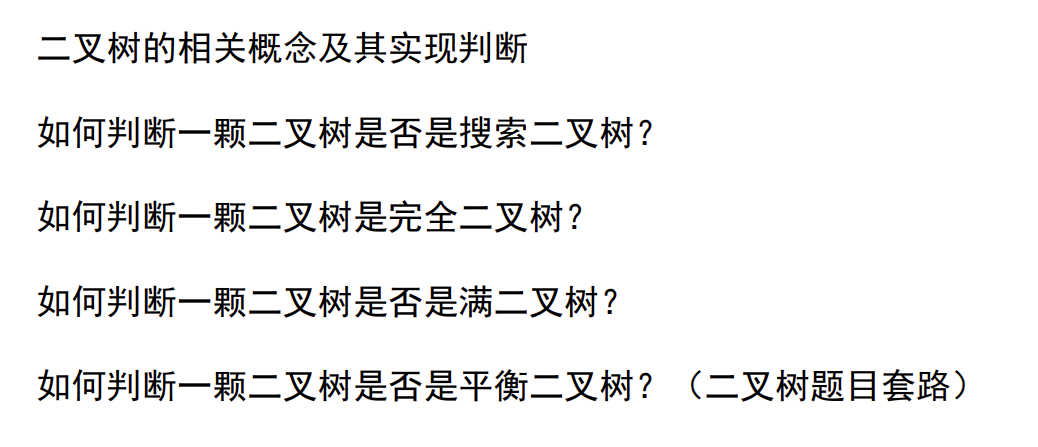 二叉树的相关概念及其实现判断
如何判断一颗二叉树是否是搜索二叉树？
如何判断一颗二叉树是完全二叉树？
如何判断一颗二叉树是否是满二叉树？
如何判断一颗二叉树是否是平衡二叉树？（二叉树题目套路）